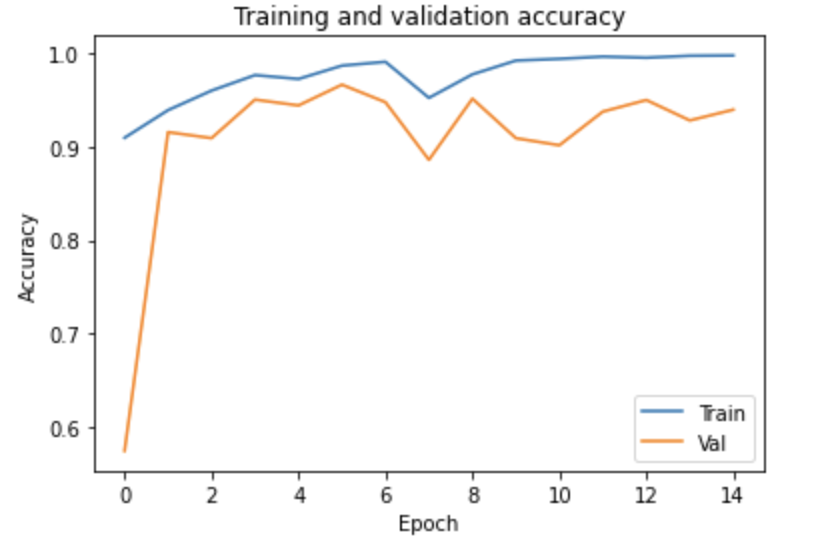 Training and validation accuracy
1.0
0.9
0.8
0.7
0.6
Accuracy
Train
Val
0 2 4 6 8 10 12 14
Epoch